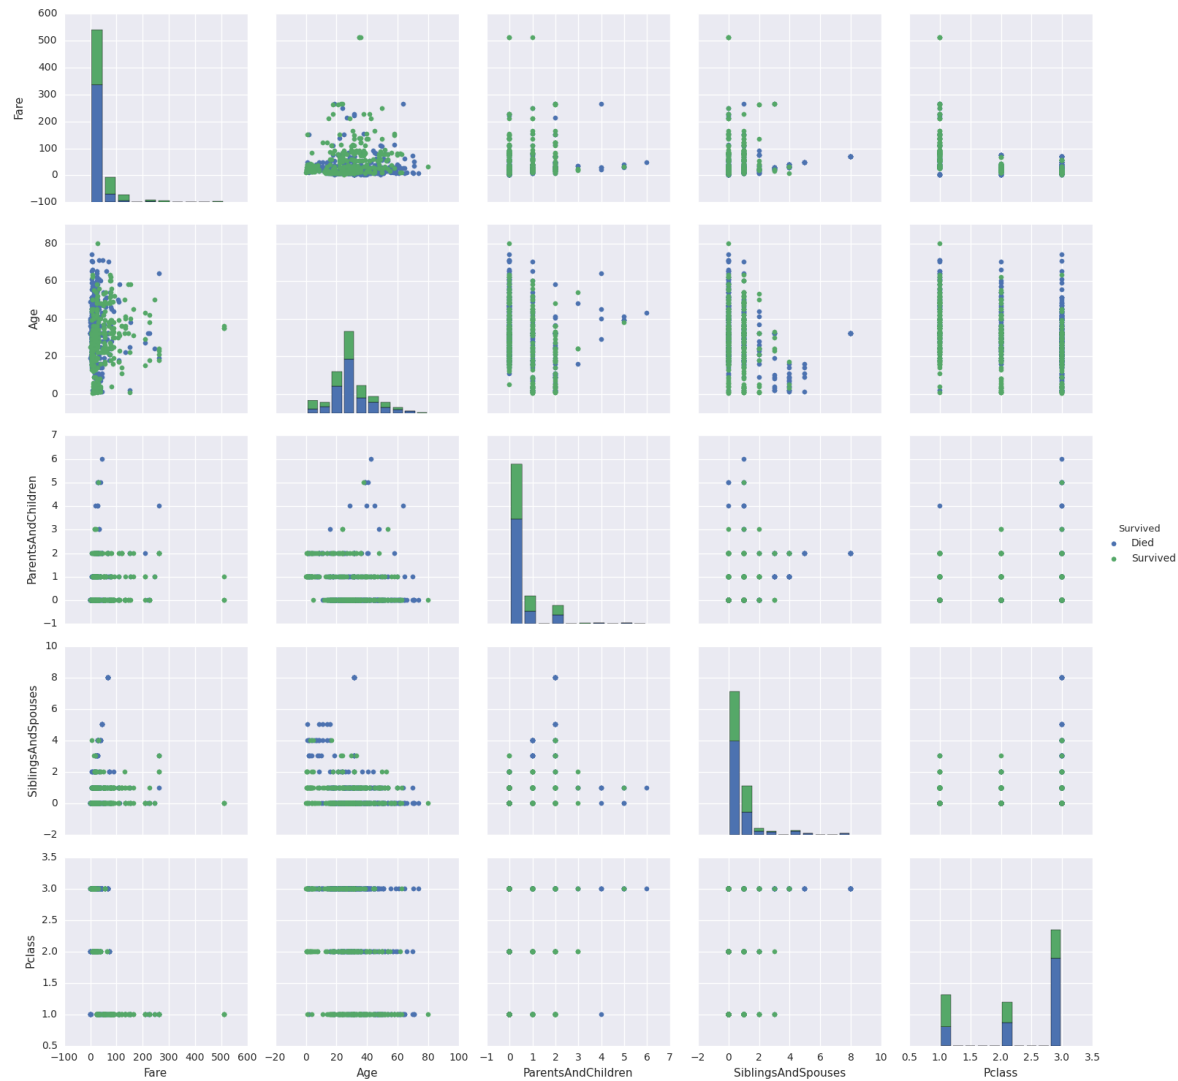 600
500
400
300
200
100
0
−100
Fare
80
60
40
20
0
Age
7
6
5
4
3
2
1
0
−1
ParentsAndChildren
Survived
Died
Survived
10
8
6
4
2
0
−2
SiblingsAndSpouses
3.5
3.0
2.5
2.0
1.5
1.0
0.5
Pclass
−100 0 100 200 300 400 500 600
−20 0 20 40 60 80 100
−1 0 1 2 3 4 5 6 7
−2 0 2 4 6 8 10
0.5 1.0 1.5 2.0 2.5 3.0 3.5
Fare
Age
ParentsAndChildren
SiblingsAndSpouses
Pclass